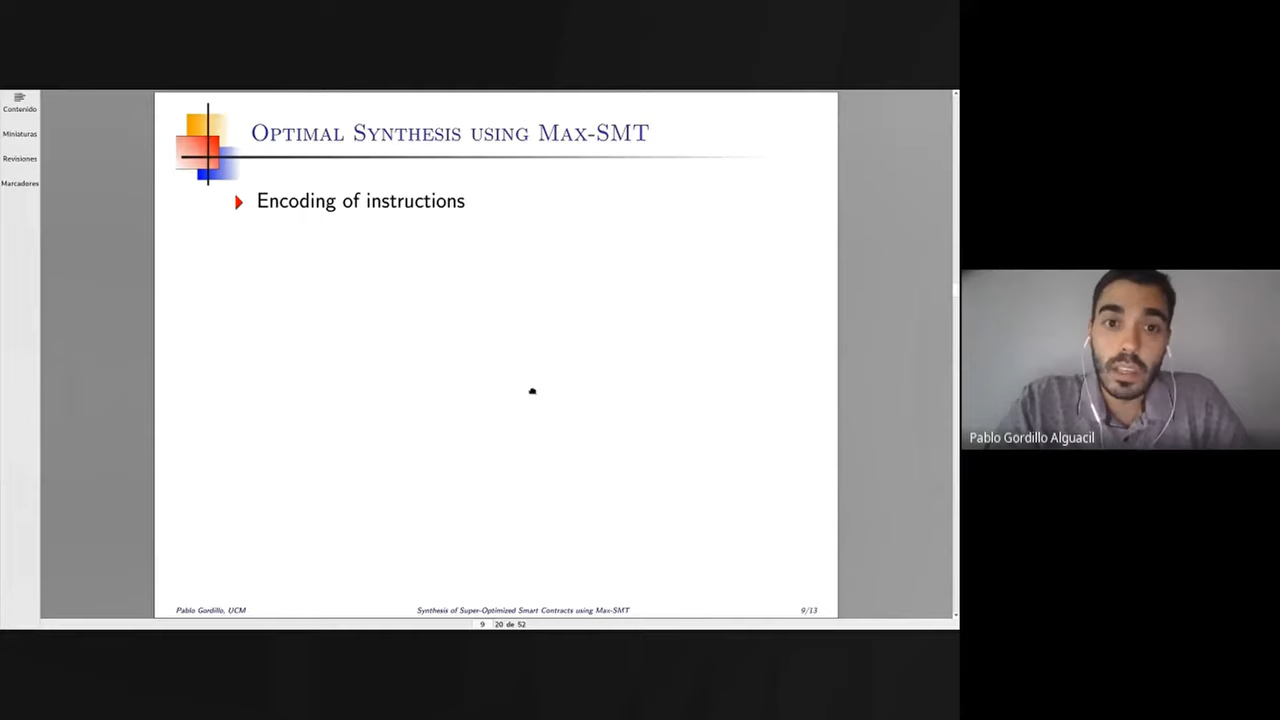 Contenido
Miniaturas
Revisiones
Marcadores
Optimal Synthesis using Max-SMT
Encoding of instructions
Pablo Gordillo, UCM
Synthesis of Super-Optimized Smart Contracts using Max-SMT
9/13
9
20 de 52
Pablo Gordillo Alguacil